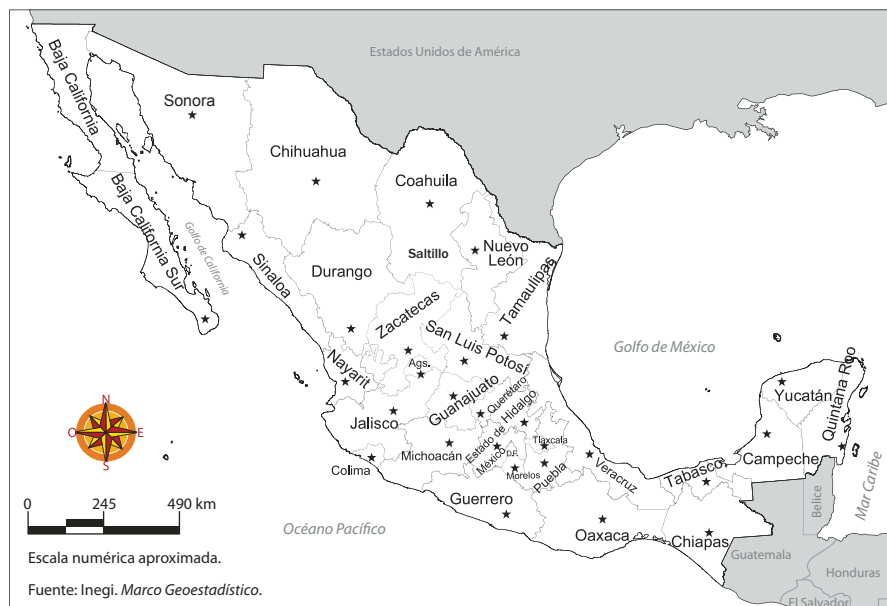 Estados Unidos de América
Baja California
Sonora
Chihuahua
Coahuila
Baja California Sur
Golfo de California
Sinaloa
Durango
Saltillo
Nuevo
León
Tamaulipas
Zacatecas
San Luis Potosí
Golfo de México
Nayarit
Ags.
Guanajuato
Querétaro
Hidalgo
Yucatán
Quintana Roo
Jalisco
Michoacán
Estado de
México
D.F.
Tlaxcala
Morelos
Puebla
Veracruz
Tabasco
Campeche
Mar Caribe
Colima
Guerrero
Oaxaca
Chiapas
Belice
Guatemala
Honduras
El Salvador
Océano Pacífico
N
O
E
S
0 245 490 km
Escala numérica aproximada.
Fuente: Inegi. Marco Geoestadístico.